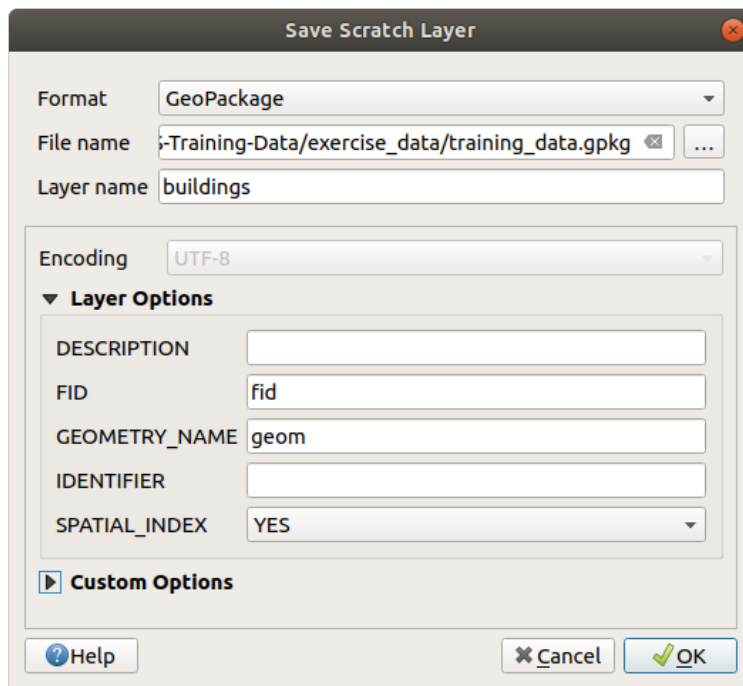 Save Scratch Layer
Format GeoPackage
File name S-Training-Data/exercise_data/training_data.gpkg ...
Layer name buildings
Encoding UTF-8
Layer Options
DESCRIPTION
FID fid
GEOMETRY_NAME geom
IDENTIFIER
SPATIAL_INDEX YES
Custom Options
Help Cancel OK